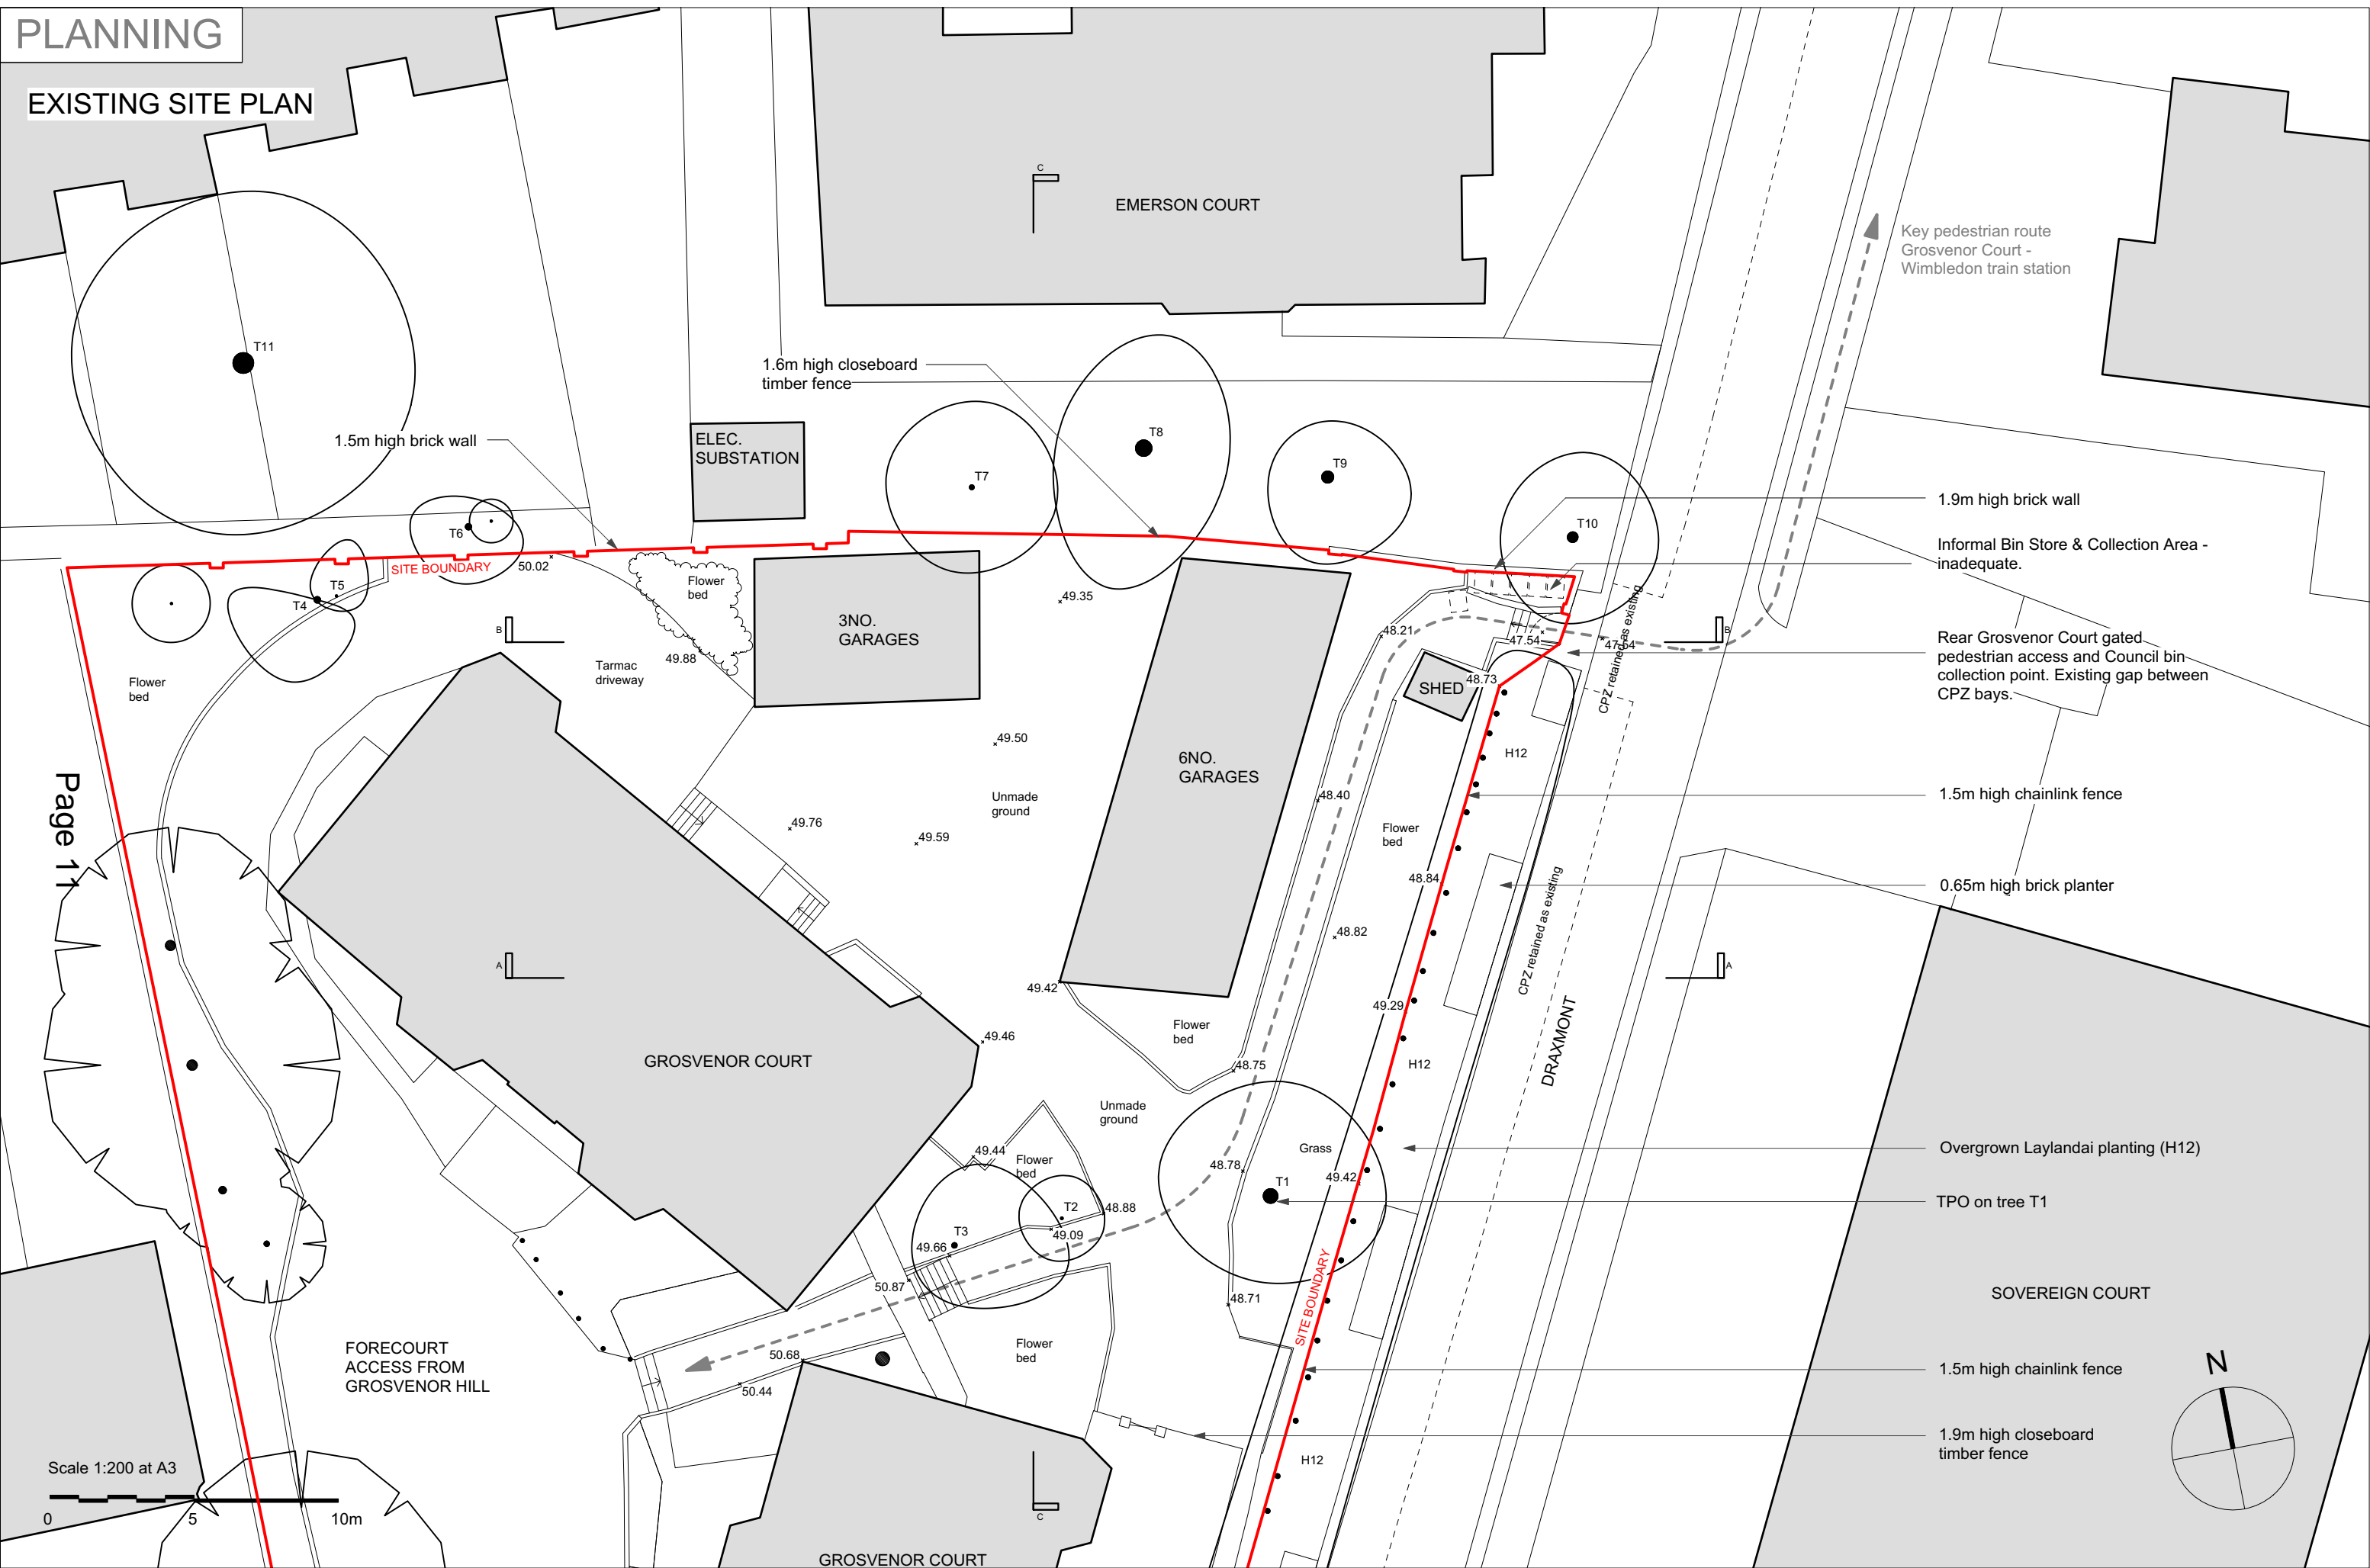 PLANNING
EXISTING SITE PLAN
C
EMERSON COURT
Key pedestrian route
Grosvenor Court -
Wimbledon train station
T11
1.6m high closeboard
timber fence
1.5m high brick wall
ELEC.
SUBSTATION
T7
T8
T9
T10
1.9m high brick wall
Informal Bin Store & Collection Area -
inadequate.
T6
T5
T4
SITE BOUNDARY
50.02
Flower
bed
49.35
3NO.
GARAGES
B
49.88
Tarmac
driveway
Flower
bed
48.21
47.54
47.64
B
Rear Grosvenor Court gated
pedestrian access and Council bin
collection point. Existing gap between
CPZ bays.
SHED
48.73
CPZ retained as existing
49.50
H12
6NO.
GARAGES
Page 11
Unmade
ground
48.40
1.5m high chainlink fence
49.76
49.59
Flower
bed
48.84
0.65m high brick planter
48.82
CPZ retained as existing
A
A
49.42
49.29
Flower
bed
DRAXMONT
49.46
GROSVENOR COURT
48.75
H12
Unmade
ground
49.44
Flower
bed
48.78
Grass
49.42
Overgrown Laylandai planting (H12)
T1
TPO on tree T1
T2
48.88
T3
49.09
49.66
50.87
48.71
SITE BOUNDARY
SOVEREIGN COURT
FORECOURT
ACCESS FROM
GROSVENOR HILL
50.68
Flower
bed
50.44
1.5m high chainlink fence
N
1.9m high closeboard
timber fence
H12
Scale 1:200 at A3
0 5 10m
C
GROSVENOR COURT